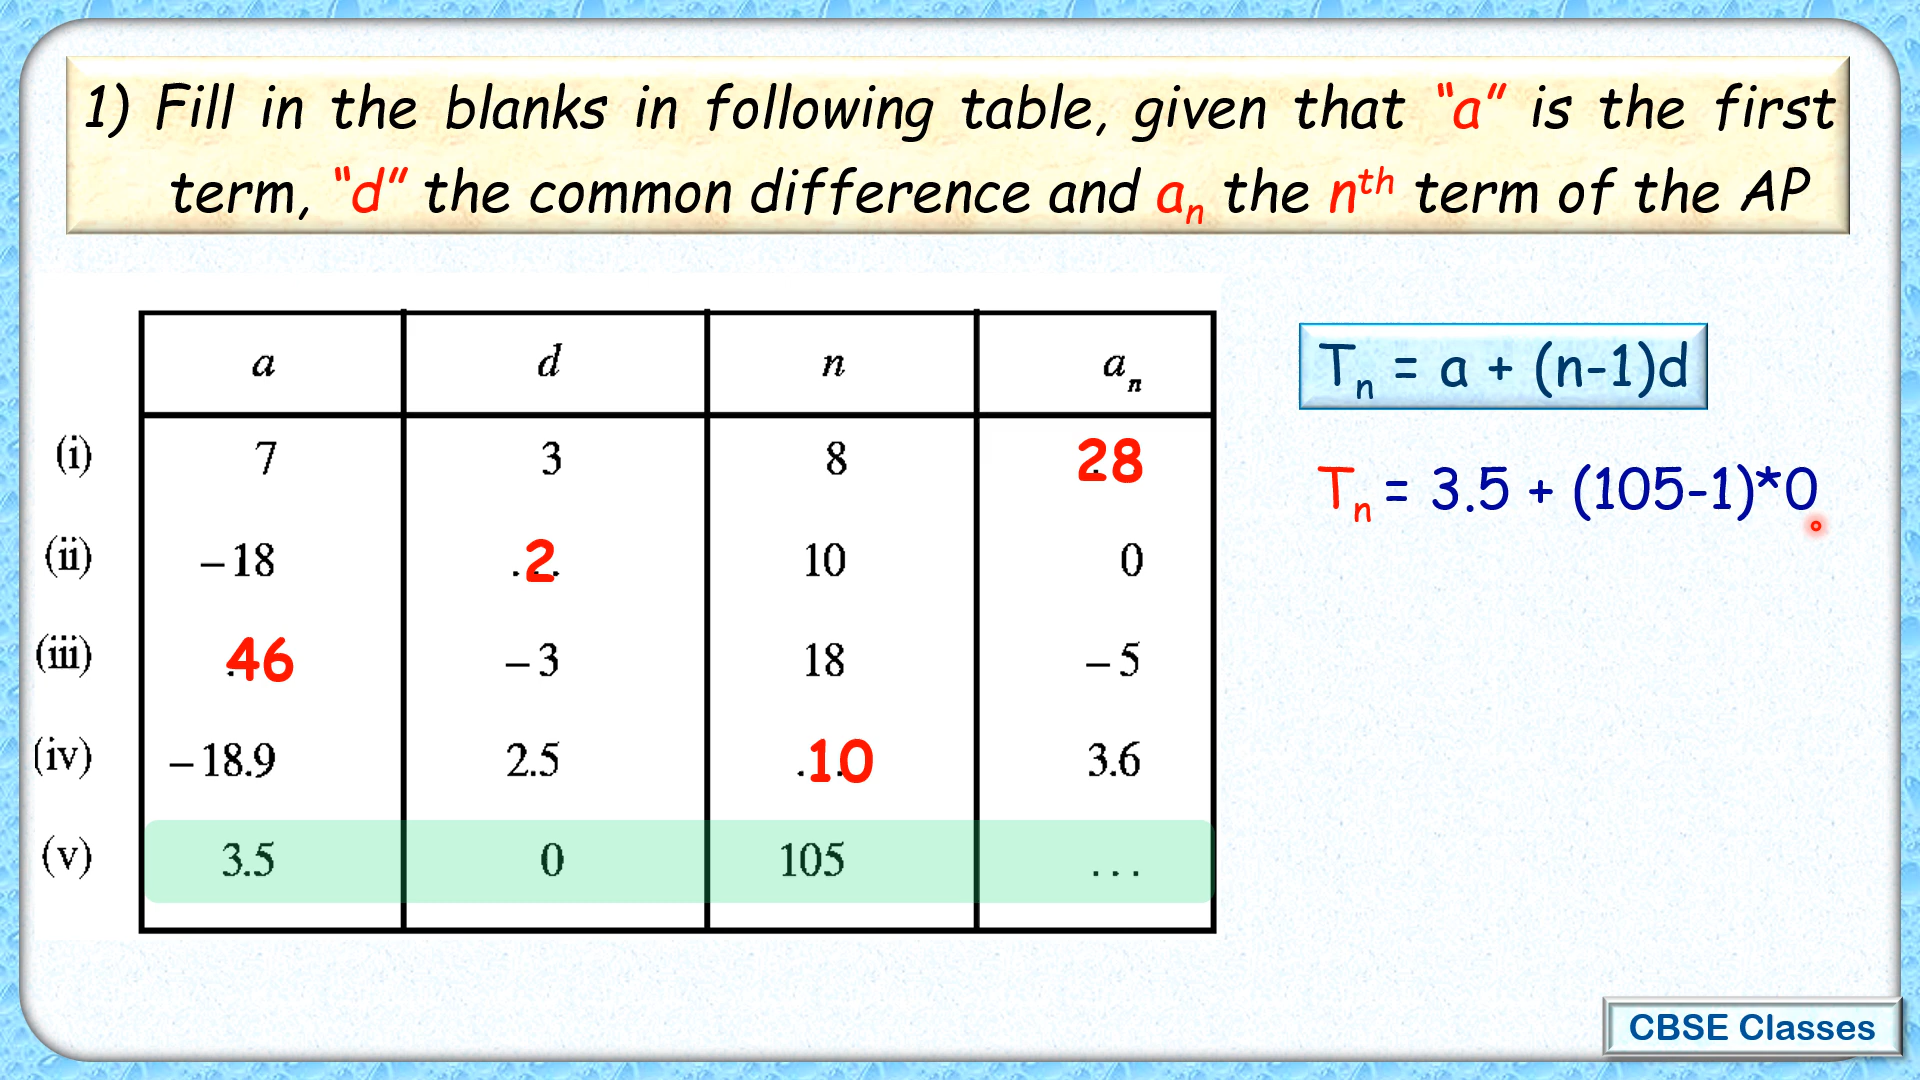 1) Fill in the blanks in following table, given that “a” is the first
term, “d” the common difference and aₙ the nᵗʰ term of the AP
a d n aₙ
(i) 7 3 8 28
(ii) –18 2 10 0
(iii) 46 –3 18 –5
(iv) –18.9 2.5 10 3.6
(v) 3.5 0 105 ...
Tₙ = a + (n-1)d
Tₙ = 3.5 + (105-1)*0
CBSE Classes